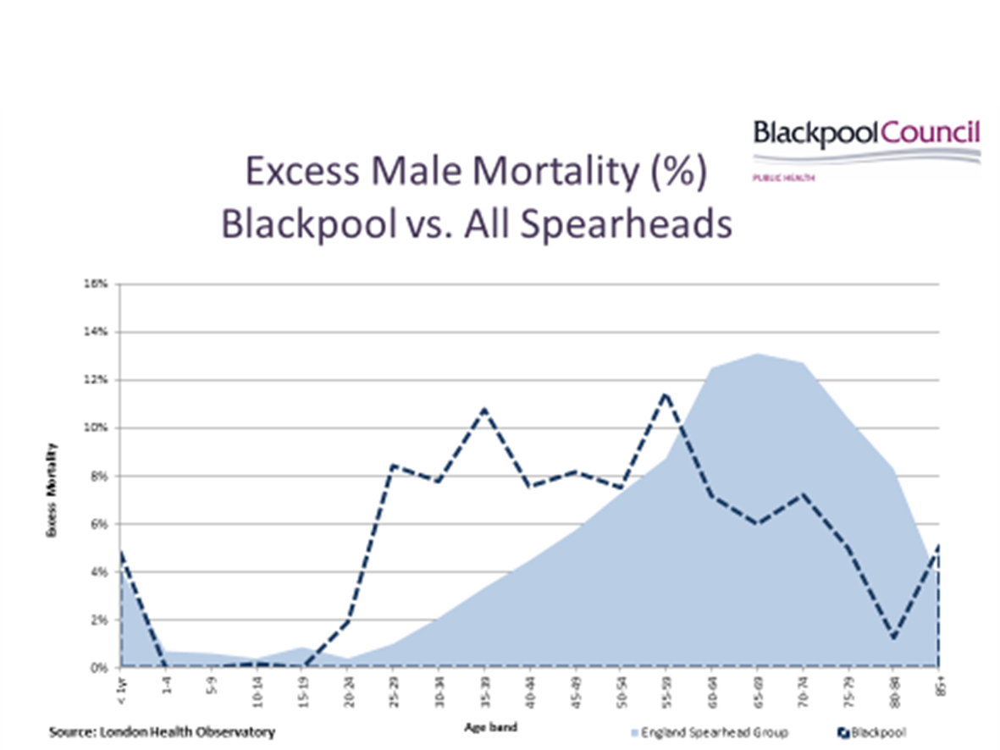 BlackpoolCouncil
PUBLIC HEALTH
Excess Male Mortality (%)
Blackpool vs. All Spearheads
16%
14%
12%
10%
8%
6%
4%
2%
0%
Excess Mortality
< 1yr
1-4
5-9
10-14
15-19
20-24
25-29
30-34
35-39
40-44
45-49
50-54
55-59
60-64
65-69
70-74
75-79
80-84
85+
Age band
Source: London Health Observatory
England Spearhead Group
Blackpool